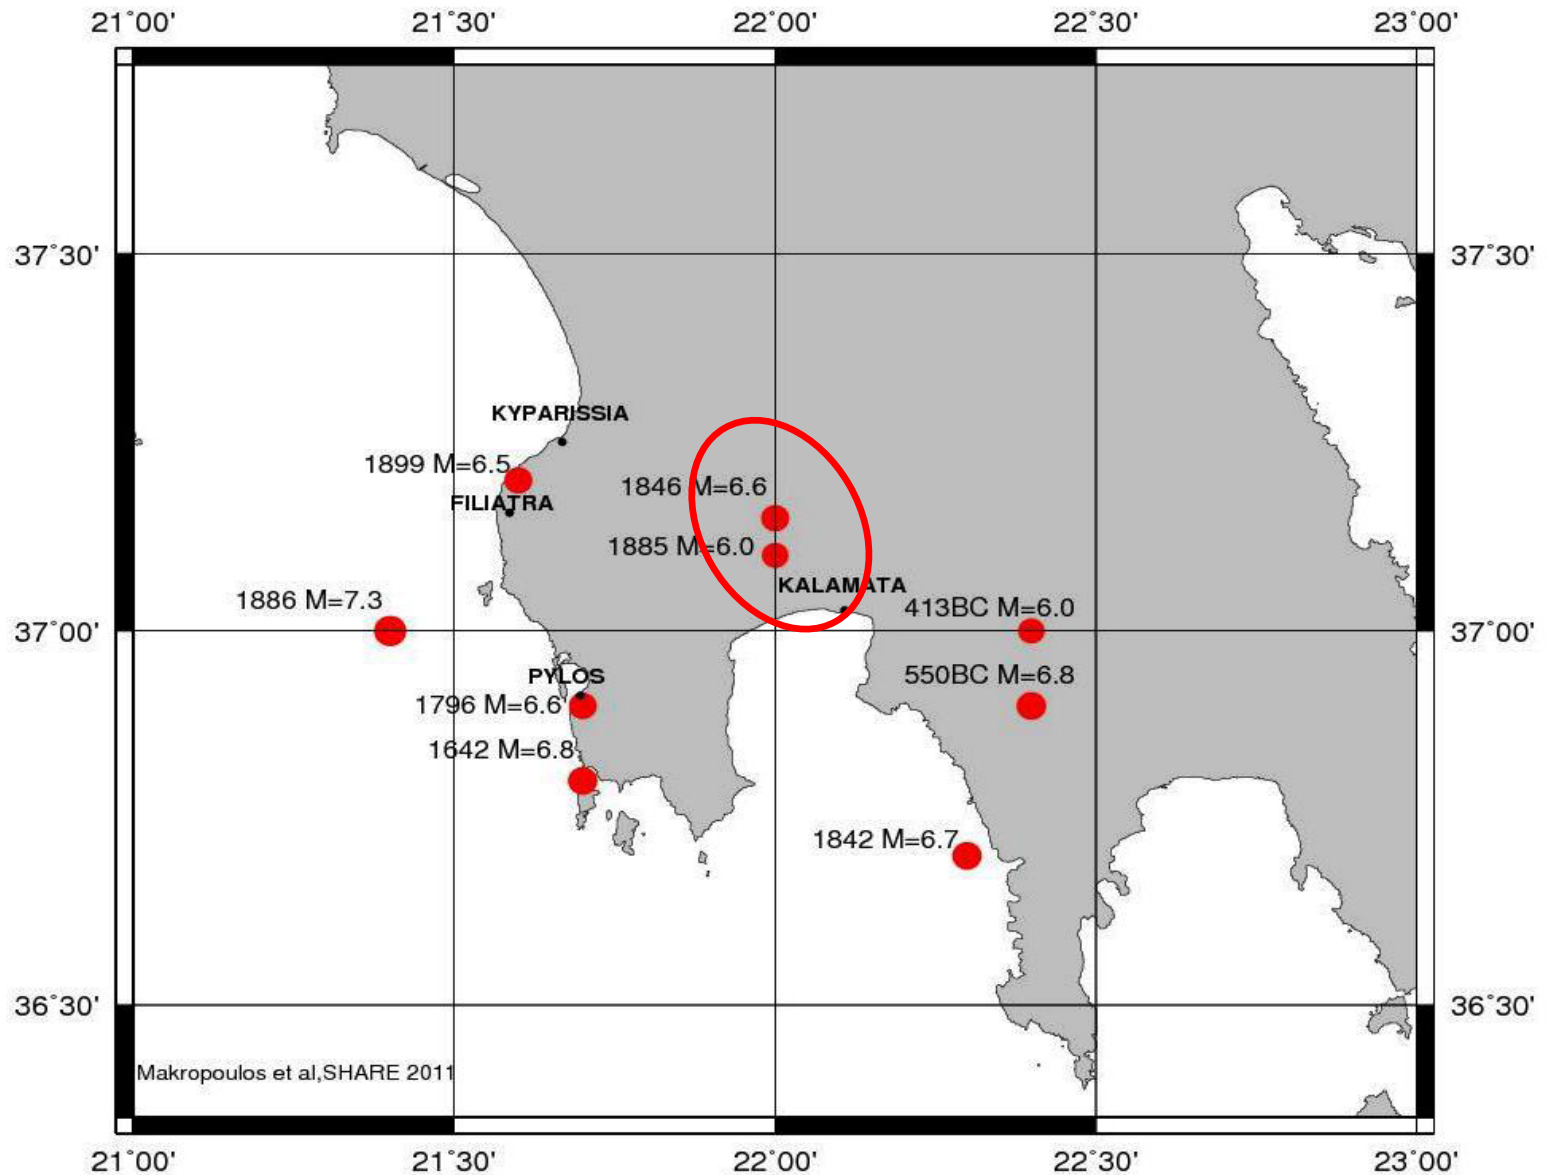 21°00' 21°30' 22°00' 22°30' 23°00'
37°30' 37°30'
KYPARISSIA
1899 M=6.5
1846 M=6.6
FILIATRA
1885 M=6.0
KALAMATA
1886 M=7.3
413BC M=6.0
37°00' 37°00'
PYLOS
550BC M=6.8
1796 M=6.6
1642 M=6.8
1842 M=6.7
36°30' 36°30'
Makropoulos et al,SHARE 2011
21°00' 21°30' 22°00' 22°30' 23°00'